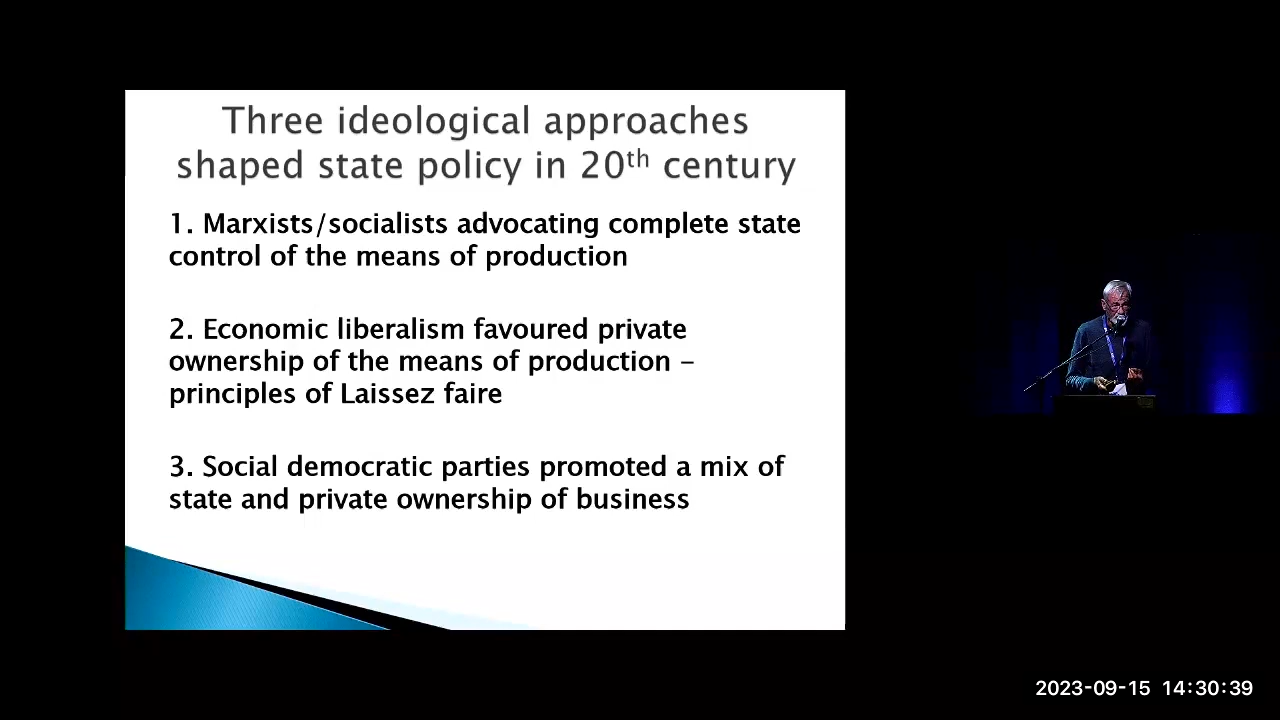 Three ideological approaches
shaped state policy in 20th century
1. Marxists/socialists advocating complete state
control of the means of production
2. Economic liberalism favoured private
ownership of the means of production –
principles of Laissez faire
3. Social democratic parties promoted a mix of
state and private ownership of business
2023-09-15 14:30:39